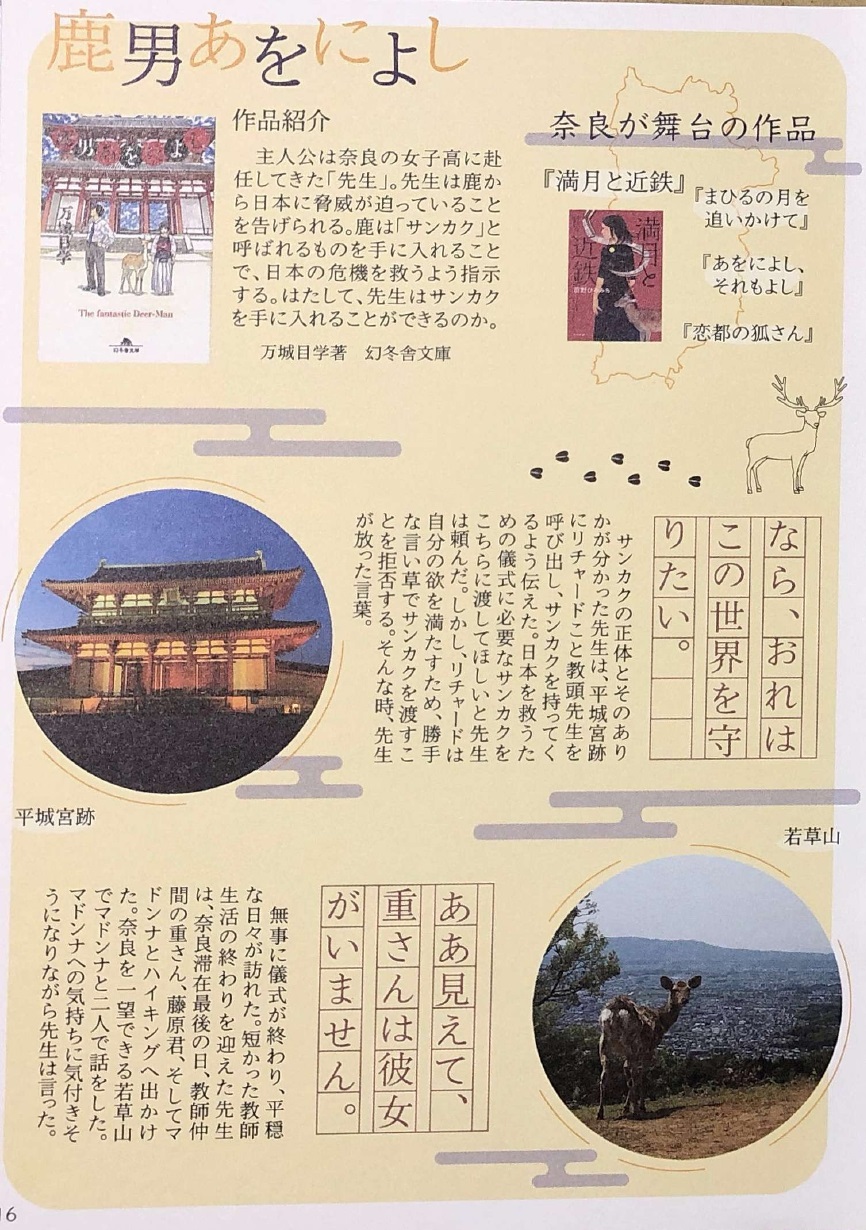 鹿男あをによし
作品紹介
主人公は奈良の女子高に赴
任してきた「先生」。先生は鹿か
ら日本に脅威が迫っていること
を告げられる。鹿は「サンカク」と
呼ばれるものを手に入れること
で、日本の危機を救うよう指示
する。はたして、先生はサンカク
を手に入れることができるのか。
万城目学著 幻冬舎文庫
万城目学
The fantastic Deer-Man
幻冬舎文庫
奈良が舞台の作品
『満月と近鉄』
満月と
近鉄
『まひるの月を
追いかけて』
『あをによし、
それもよし』
『恋都の狐さん』
なら、おれは
この世界を守
りたい。
サンカクの正体とそのあり
かが分かった先生は、平城宮跡
にリチャードこと教頭先生を
呼び出し、サンカクを持ってく
るよう伝えた。日本を救うた
めの儀式に必要なサンカクを
こちらに渡してほしいと先生
は頼んだ。しかし、リチャードは
自分の欲を満たすため、勝手
な言い草でサンカクを渡すこ
とを拒否する。そんな時、先生
が放った言葉。
平城宮跡
若草山
ああ見えて、
重さんは彼女
がいません。
無事に儀式が終わり、平穏
な日々が訪れた。短かった教師
生活の終わりを迎えた先生
は、奈良滞在最後の日、教師仲
間の重さん、藤原君、そしてマ
ドンナとハイキングへ出かけ
た。奈良を一望できる若草山
でマドンナと二人で話をした。
マドンナへの気持ちに気付きそ
うになりながら先生は言った。
16